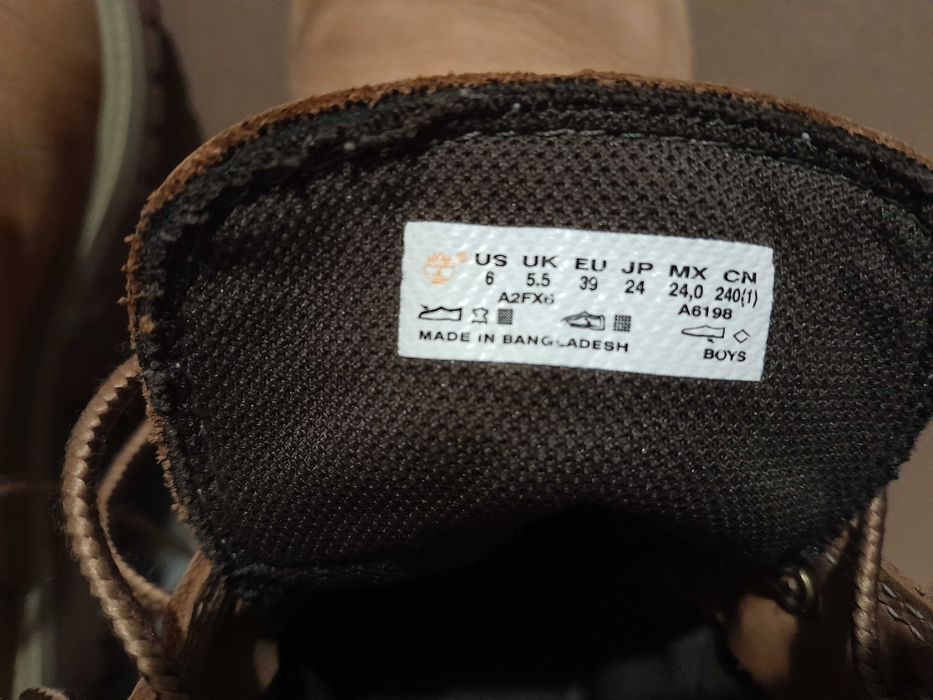 US UK EU JP MX CN
6 5.5 39 24 24,0 240(1)
A2FX6 A6198
MADE IN BANGLADESH BOYS